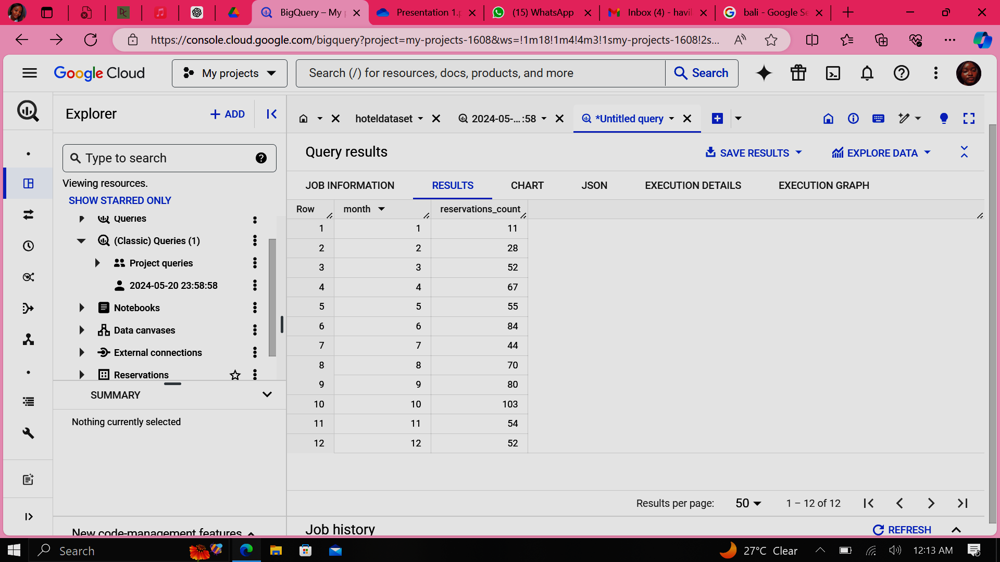 BigQuery – My
Presentation 1.
(15) WhatsApp
Inbox (4) - havil
bali - Google Se
https://console.cloud.google.com/bigquery?project=my-projects-1608&ws=!1m18!1m4!4m3!1smy-projects-1608!2s...
Google Cloud
My projects
Search (/) for resources, docs, products, and more
Search
Explorer
+ ADD
hoteldataset
2024-05-...:58
*Untitled query
Type to search
Viewing resources.
SHOW STARRED ONLY
Queries
(Classic) Queries (1)
Project queries
2024-05-20 23:58:58
Notebooks
Data canvases
External connections
Reservations
SUMMARY
Nothing currently selected
New code-management features
Query results
SAVE RESULTS
EXPLORE DATA
JOB INFORMATION RESULTS CHART JSON EXECUTION DETAILS EXECUTION GRAPH
Row month reservations_count
1 1 11
2 2 28
3 3 52
4 4 67
5 5 55
6 6 84
7 7 44
8 8 70
9 9 80
10 10 103
11 11 54
12 12 52
Results per page: 50 1 – 12 of 12
Job history
REFRESH
Search
27°C Clear
12:13 AM